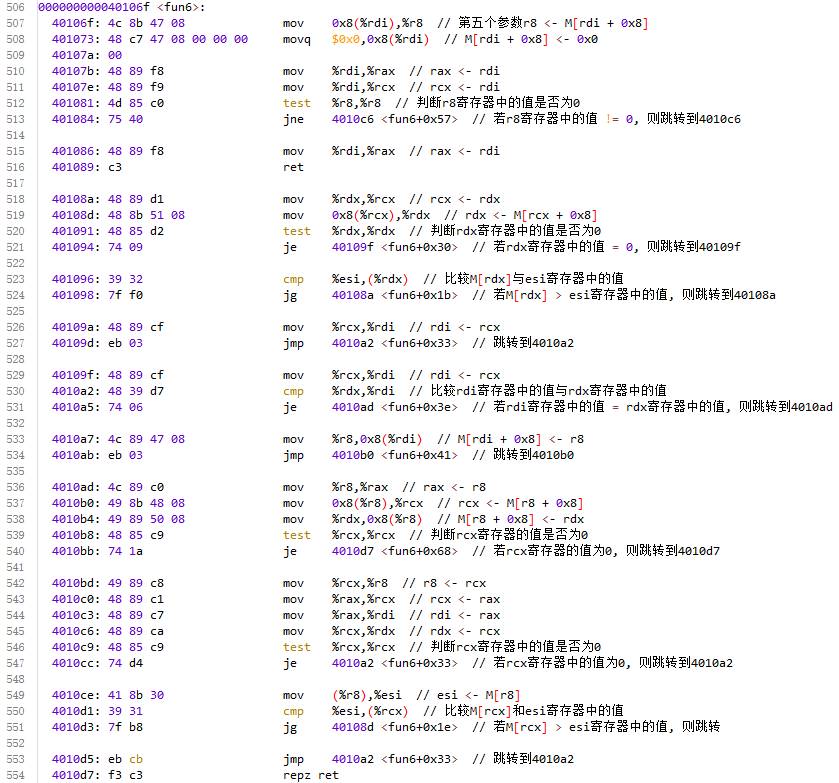 506 000000000040106f <fun6>:
507 40106f: 4c 8b 47 08 mov 0x8(%rdi),%r8 // 第五个参数r8 <- M[rdi + 0x8]
508 401073: 48 c7 47 08 00 00 00 movq $0x0,0x8(%rdi) // M[rdi + 0x8] <- 0x0
509 40107a: 00
510 40107b: 48 89 f8 mov %rdi,%rax // rax <- rdi
511 40107e: 48 89 f9 mov %rdi,%rcx // rcx <- rdi
512 401081: 4d 85 c0 test %r8,%r8 // 判断r8寄存器中的值是否为0
513 401084: 75 40 jne 4010c6 <fun6+0x57> // 若r8寄存器中的值 != 0, 则跳转到4010c6
514
515 401086: 48 89 f8 mov %rdi,%rax // rax <- rdi
516 401089: c3 ret
517
518 40108a: 48 89 d1 mov %rdx,%rcx // rcx <- rdx
519 40108d: 48 8b 51 08 mov 0x8(%rcx),%rdx // rdx <- M[rcx + 0x8]
520 401091: 48 85 d2 test %rdx,%rdx // 判断rdx寄存器中的值是否为0
521 401094: 74 09 je 40109f <fun6+0x30> // 若rdx寄存器中的值 = 0, 则跳转到40109f
522
523 401096: 39 32 cmp %esi,(%rdx) // 比较M[rdx]与esi寄存器中的值
524 401098: 7f f0 jg 40108a <fun6+0x1b> // 若M[rdx] > esi寄存器中的值, 则跳转到40108a
525
526 40109a: 48 89 cf mov %rcx,%rdi // rdi <- rcx
527 40109d: eb 03 jmp 4010a2 <fun6+0x33> // 跳转到4010a2
528
529 40109f: 48 89 cf mov %rcx,%rdi // rdi <- rcx
530 4010a2: 48 39 d7 cmp %rdx,%rdi // 比较rdi寄存器中的值与rdx寄存器中的值
531 4010a5: 74 06 je 4010ad <fun6+0x3e> // 若rdi寄存器中的值 = rdx寄存器中的值, 则跳转到4010ad
532
533 4010a7: 4c 89 47 08 mov %r8,0x8(%rdi) // M[rdi + 0x8] <- r8
534 4010ab: eb 03 jmp 4010b0 <fun6+0x41> // 跳转到4010b0
535
536 4010ad: 4c 89 c0 mov %r8,%rax // rax <- r8
537 4010b0: 49 8b 48 08 mov 0x8(%r8),%rcx // rcx <- M[r8 + 0x8]
538 4010b4: 49 89 50 08 mov %rdx,0x8(%r8) // M[r8 + 0x8] <- rdx
539 4010b8: 48 85 c9 test %rcx,%rcx // 判断rcx寄存器的值是否为0
540 4010bb: 74 1a je 4010d7 <fun6+0x68> // 若rcx寄存器的值为0, 则跳转到4010d7
541
542 4010bd: 49 89 c8 mov %rcx,%r8 // r8 <- rcx
543 4010c0: 48 89 c1 mov %rax,%rcx // rcx <- rax
544 4010c3: 48 89 c7 mov %rax,%rdi // rdi <- rax
545 4010c6: 48 89 ca mov %rcx,%rdx // rdx <- rcx
546 4010c9: 48 85 c9 test %rcx,%rcx // 判断rcx寄存器中的值是否为0
547 4010cc: 74 d4 je 4010a2 <fun6+0x33> // 若rcx寄存器中的值为0, 则跳转到4010a2
548
549 4010ce: 41 8b 30 mov (%r8),%esi // esi <- M[r8]
550 4010d1: 39 31 cmp %esi,(%rcx) // 比较M[rcx]和esi寄存器中的值
551 4010d3: 7f b8 jg 40108d <fun6+0x1e> // 若M[rcx] > esi寄存器中的值, 则跳转
552
553 4010d5: eb cb jmp 4010a2 <fun6+0x33> // 跳转到4010a2
554 4010d7: f3 c3 repz ret